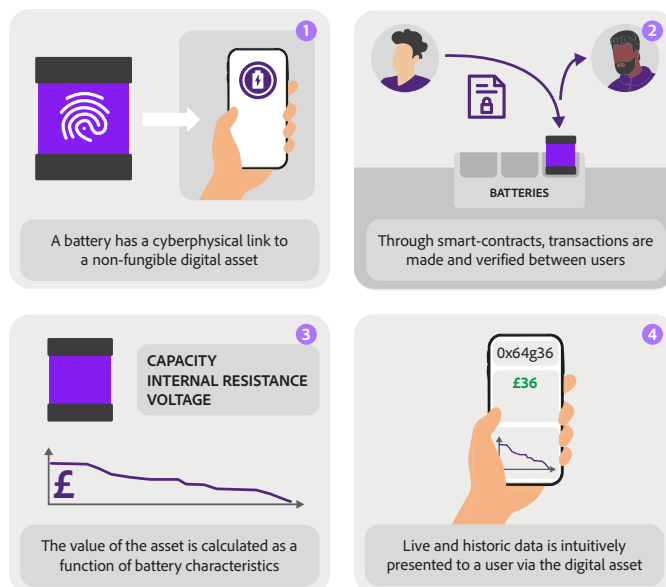 1
A battery has a cyberphysical link to
a non-fungible digital asset
2
BATTERIES
Through smart-contracts, transactions are
made and verified between users
3
CAPACITY
INTERNAL RESISTANCE
VOLTAGE
£
The value of the asset is calculated as a
function of battery characteristics
4
0x64g36
£36
Live and historic data is intuitively
presented to a user via the digital asset